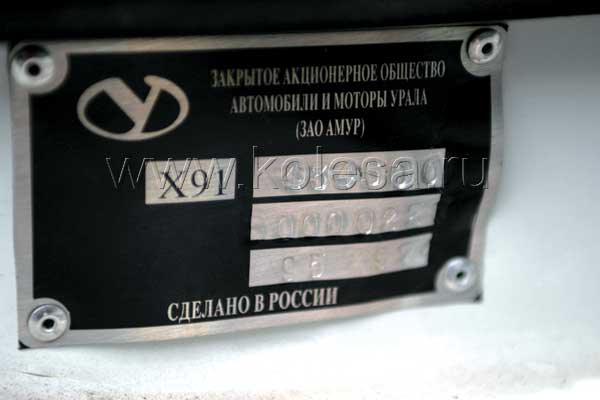 ЗАКРЫТОЕ АКЦИОНЕРНОЕ ОБЩЕСТВО
АВТОМОБИЛИ И МОТОРЫ УРАЛА
(ЗАО АМУР)
www.kolesa.ru
X91
СДЕЛАНО В РОССИИ